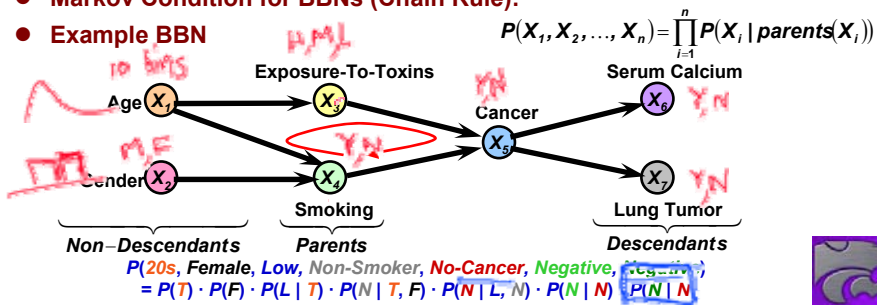 ● Markov Condition for BBNs (Chain Rule):
● Example BBN
P(X1, X2, ..., Xn) = ∏ i=1 n P(Xi | parents(Xi))
10 bins
H,M,L
Exposure-To-Toxins
Serum Calcium
Age X1
X3
Y,N
Cancer
X6 Y,N
M,F
Y,N
X5
Gender X2
X4
X7 Y,N
Smoking
Lung Tumor
Non–Descendants
Parents
Descendants
P(20s, Female, Low, Non-Smoker, No-Cancer, Negative, Negative)
= P(T) · P(F) · P(L | T) · P(N | T, F) · P(N | L, N) · P(N | N) P(N | N)